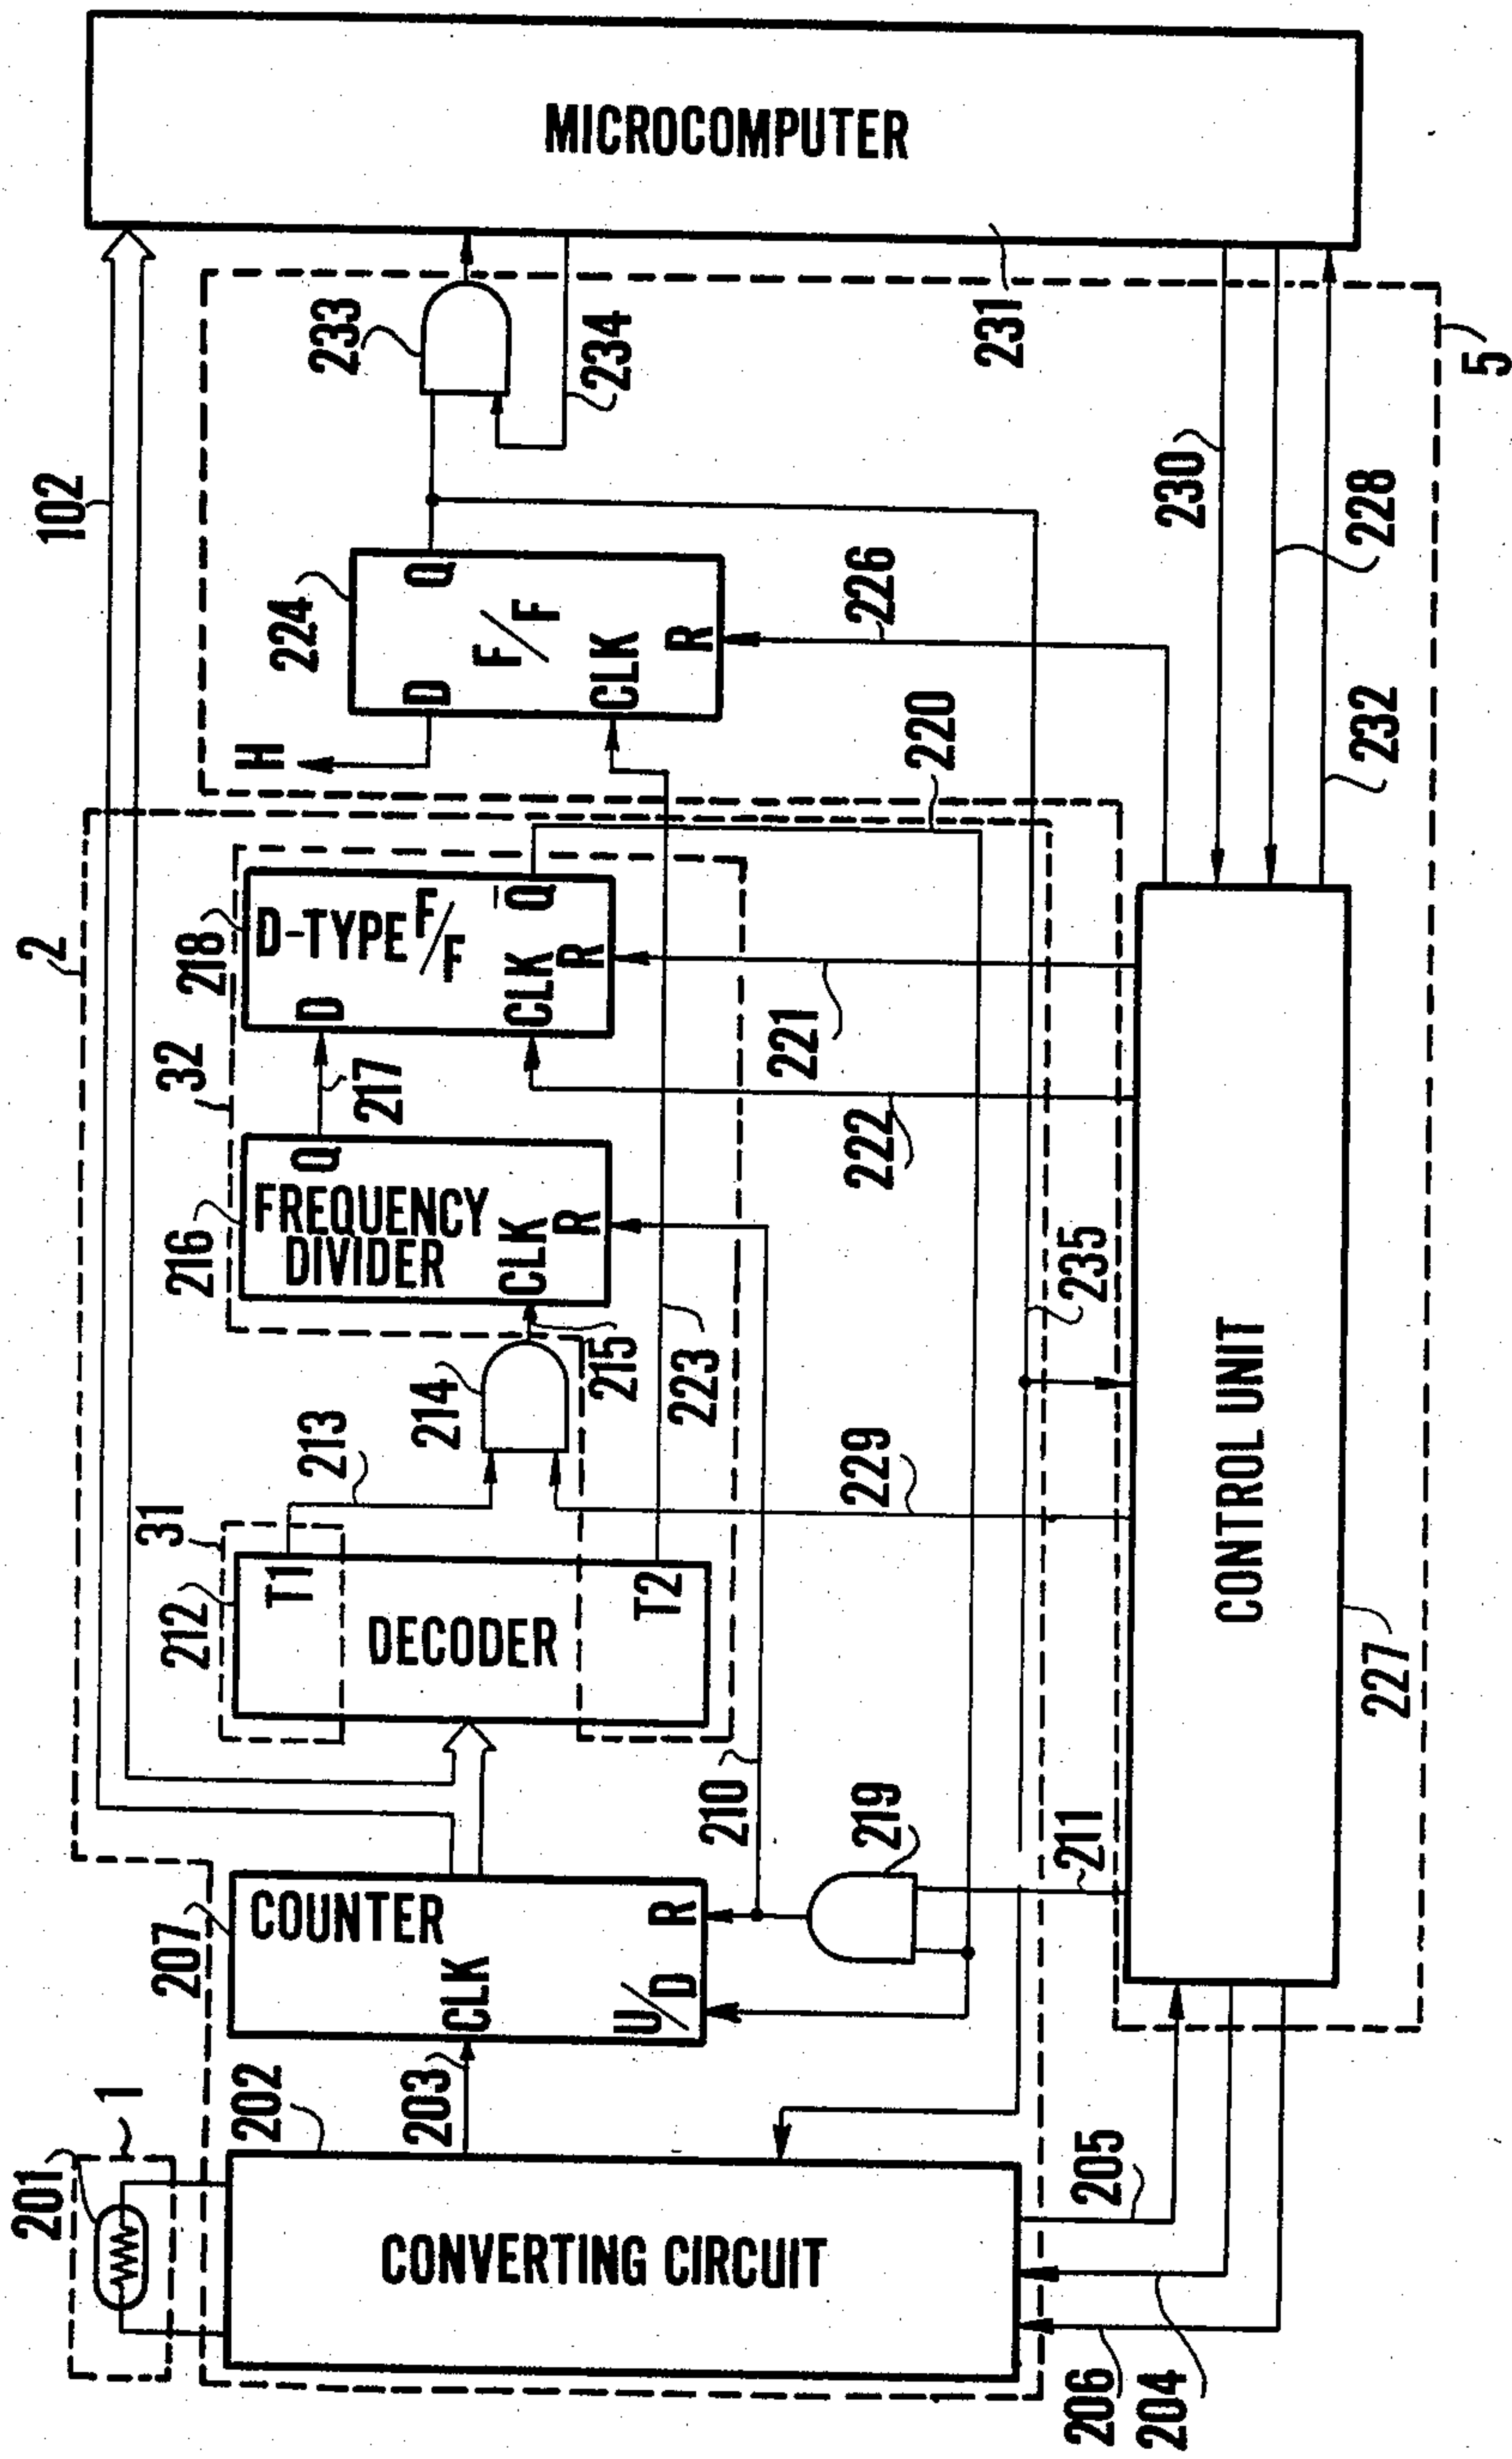 201
1
2
102
202
207
212
31
216
32
218
224
H
233
COUNTER
T1
213
FREQUENCY
DIVIDER
Q
D
D-TYPE F/F
D
Q
F/F
CONVERTING CIRCUIT
203
CLK
DECODER
214
CLK
217
CLK
Q̅
CLK
234
MICROCOMPUTER
U/D
R
T2
215
R
R
R
210
223
221
220
226
219
229
222
231
205
211
235
206
204
CONTROL UNIT
230
227
232
228
5